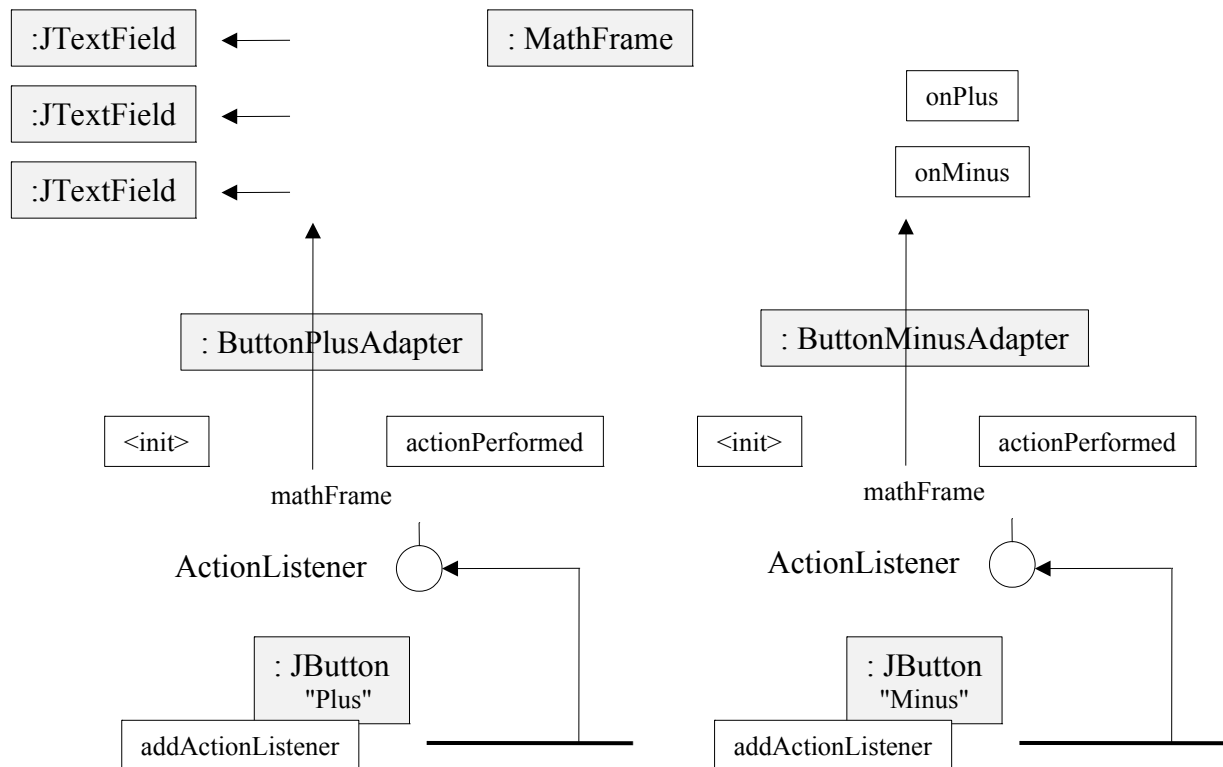 :JTextField
: MathFrame
onPlus
:JTextField
onMinus
:JTextField
: ButtonPlusAdapter
: ButtonMinusAdapter
<init>
actionPerformed
<init>
actionPerformed
mathFrame
mathFrame
ActionListener
ActionListener
: JButton
"Plus"
: JButton
"Minus"
addActionListener
addActionListener